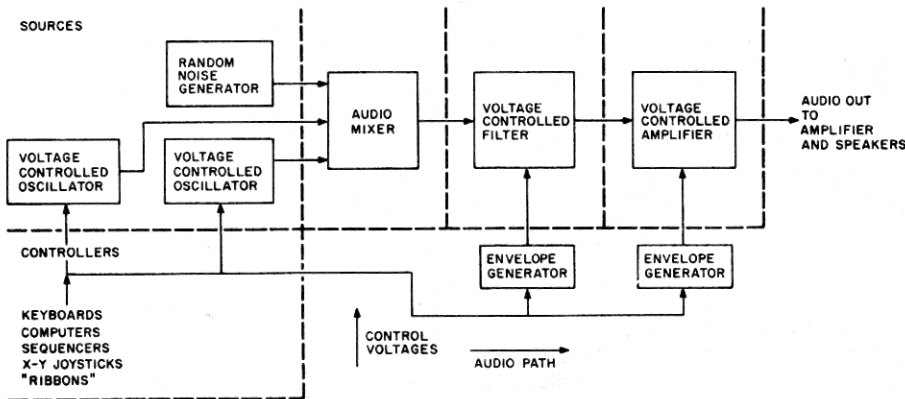 SOURCES
RANDOM
NOISE
GENERATOR
VOLTAGE
CONTROLLED
OSCILLATOR
VOLTAGE
CONTROLLED
OSCILLATOR
AUDIO
MIXER
VOLTAGE
CONTROLLED
FILTER
VOLTAGE
CONTROLLED
AMPLIFIER
AUDIO OUT
TO
AMPLIFIER
AND SPEAKERS
CONTROLLERS
KEYBOARDS
COMPUTERS
SEQUENCERS
X-Y JOYSTICKS
"RIBBONS"
ENVELOPE
GENERATOR
ENVELOPE
GENERATOR
CONTROL
VOLTAGES
AUDIO PATH